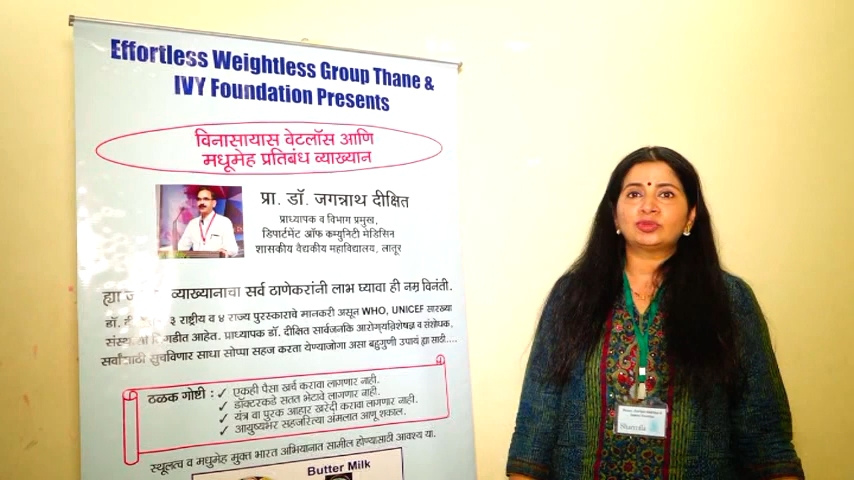 Effortless Weightless Group Thane &
IVY Foundation Presents
विनासायास वेटलॉस आणि
मधूमेह प्रतिबंध व्याख्यान
प्रा. डॉ. जगन्नाथ दीक्षित
प्राध्यापक व विभाग प्रमुख,
डिपार्टमेंट ऑफ कम्युनिटी मेडिसिन
शासकीय वैद्यकीय महाविद्यालय, लातूर
ह्या व्याख्यानाचा सर्व ठाणेकरांनी लाभ घ्यावा ही नम्र विनंती.
डॉ. ३ राष्ट्रीय व ४ राज्य पुरस्कारावे मानकरी असून WHO, UNICEF सारख्या
निगडीत आहेत. प्राध्यापक डॉ. दीक्षित सार्वजनिक आरोग्यविशेषज्ञ व संशोधक,
सर्वांसाठी सुचविणार साधा सोप्पा सहज करता येण्याजोगा असा बहुगुणी उपाय ह्या साठी....
ठळक गोष्टी : ✓ एकही पैसा खर्च करावा लागणार नाही.
✓ डॉक्टरकडे सतत भेटावे लागणार नाही.
✓ यंत्र वा पुरक आहार खरेदी करावा लागणार नाही.
✓ आयुष्यभर सहजरित्या अंमलात आणू शकाल.
स्थूलत्व व मधुमेह मुक्त भारत अभियानात सामील होण्यासाठी आवश्य या.
Butter Milk